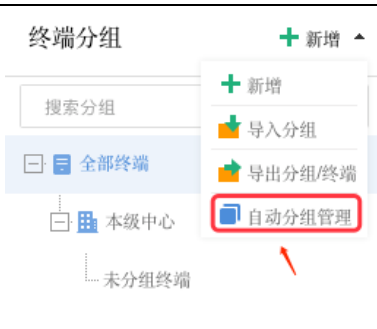 终端分组
新增
新增
搜索分组
导入分组
全部终端
导出分组/终端
本级中心
自动分组管理
未分组终端